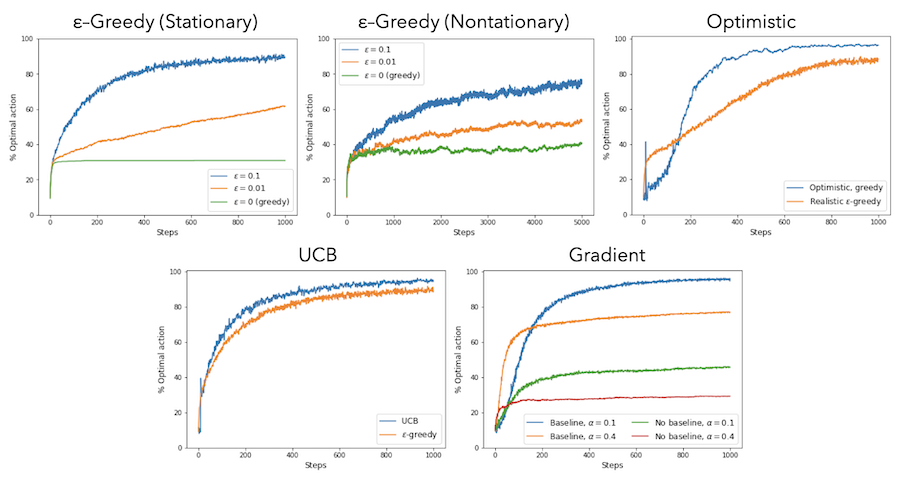 ε-Greedy (Stationary)
100
80
60
40
20
0
% Optimal action
0 200 400 600 800 1000
Steps
ε = 0.1
ε = 0.01
ε = 0 (greedy)
ε-Greedy (Nontationary)
100
80
60
40
20
0
% Optimal action
0 1000 2000 3000 4000 5000
Steps
ε = 0.1
ε = 0.01
ε = 0 (greedy)
Optimistic
100
80
60
40
20
0
% Optimal action
0 200 400 600 800 1000
Steps
Optimistic, greedy
Realistic ε-greedy
UCB
100
80
60
40
20
0
% Optimal action
0 200 400 600 800 1000
Steps
UCB
ε-greedy
Gradient
100
80
60
40
20
0
% Optimal action
0 200 400 600 800 1000
Steps
Baseline, α = 0.1
Baseline, α = 0.4
No baseline, α = 0.1
No baseline, α = 0.4